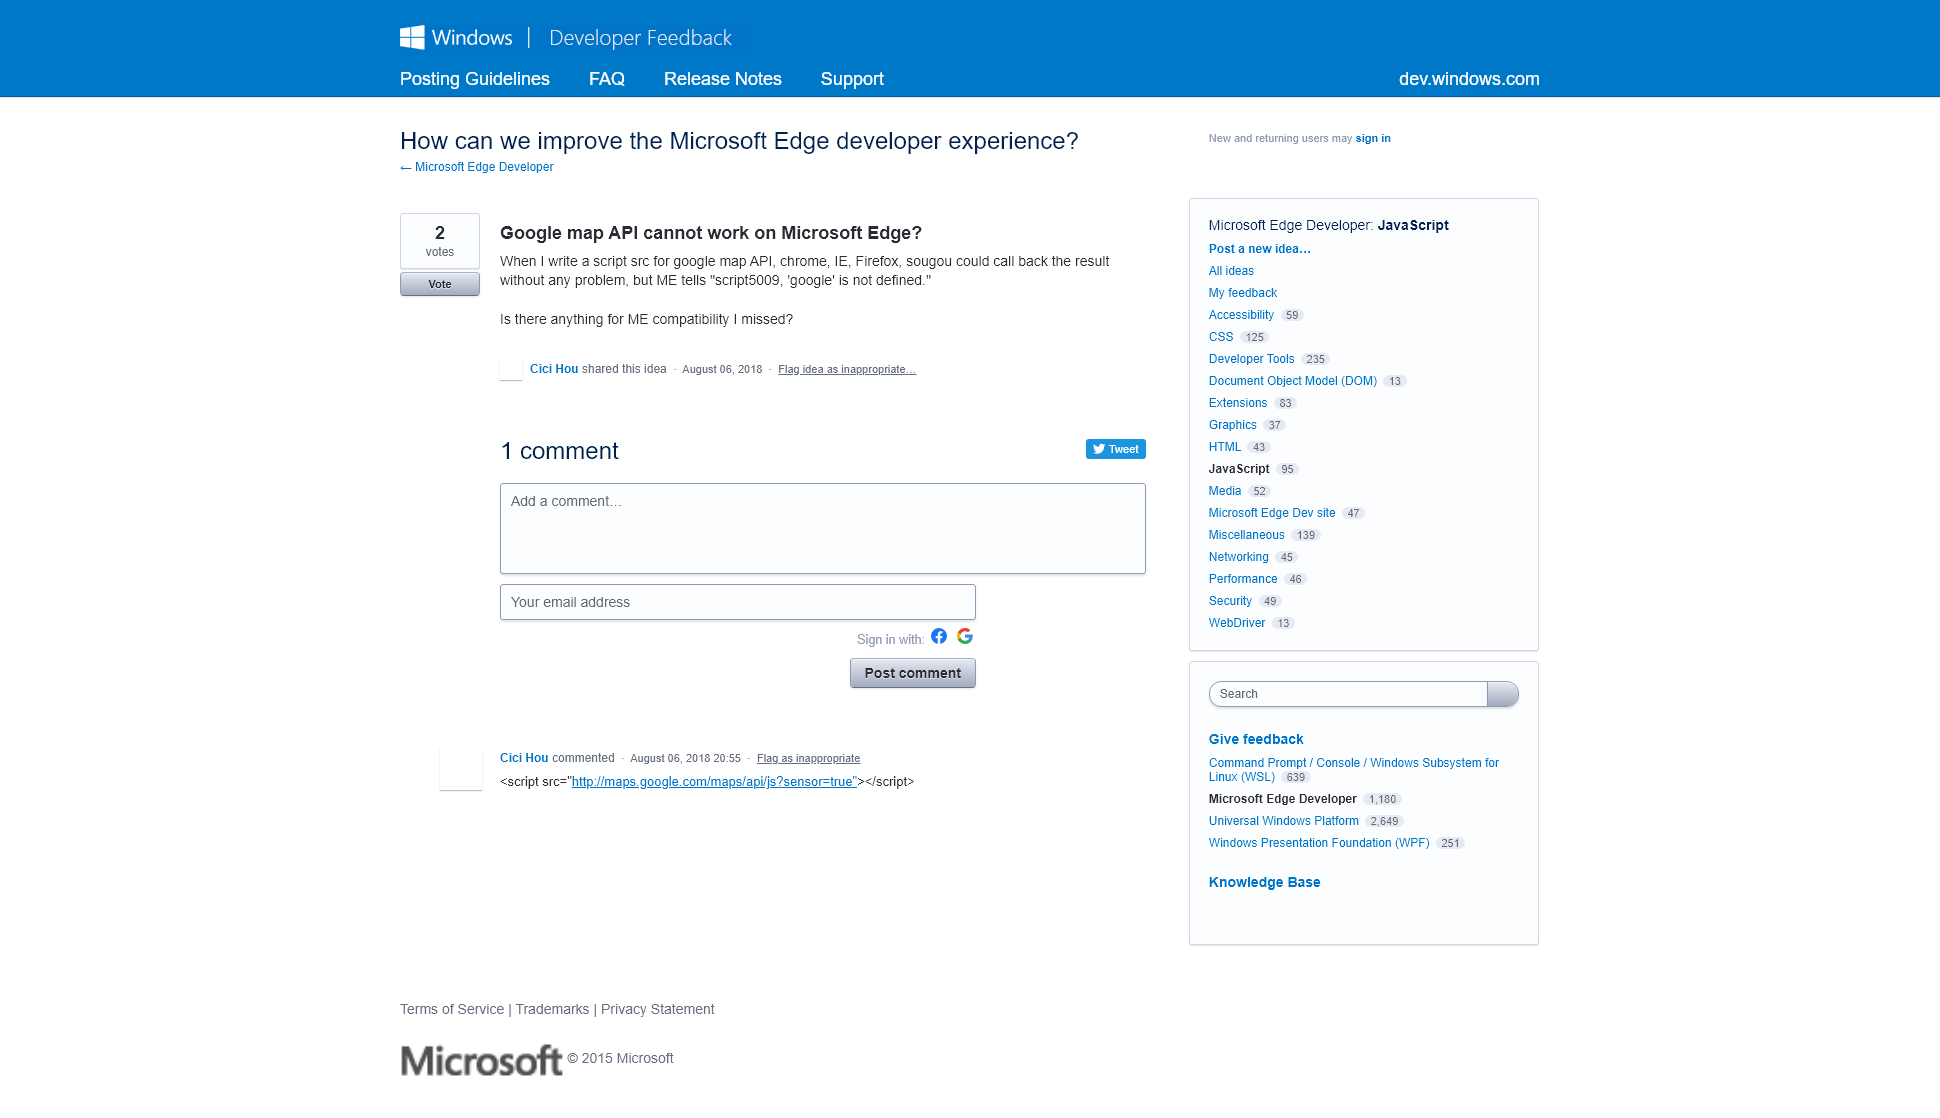 Windows | Developer Feedback
Posting Guidelines FAQ Release Notes Support dev.windows.com
How can we improve the Microsoft Edge developer experience?
← Microsoft Edge Developer
New and returning users may sign in
2
votes
Vote
Google map API cannot work on Microsoft Edge?
When I write a script src for google map API, chrome, IE, Firefox, sougou could call back the result
without any problem, but ME tells "script5009, 'google' is not defined."
Is there anything for ME compatibility I missed?
Cici Hou shared this idea · August 06, 2018 · Flag idea as inappropriate…
1 comment
Tweet
Add a comment…
Your email address
Sign in with:
Post comment
Cici Hou commented · August 06, 2018 20:55 · Flag as inappropriate
<script src="http://maps.google.com/maps/api/js?sensor=true"></script>
Microsoft Edge Developer: JavaScript
Post a new idea…
All ideas
My feedback
Accessibility 59
CSS 125
Developer Tools 235
Document Object Model (DOM) 13
Extensions 83
Graphics 37
HTML 43
JavaScript 95
Media 52
Microsoft Edge Dev site 47
Miscellaneous 139
Networking 45
Performance 46
Security 49
WebDriver 13
Search
Give feedback
Command Prompt / Console / Windows Subsystem for
Linux (WSL) 639
Microsoft Edge Developer 1,180
Universal Windows Platform 2,649
Windows Presentation Foundation (WPF) 251
Knowledge Base
Terms of Service | Trademarks | Privacy Statement
Microsoft © 2015 Microsoft